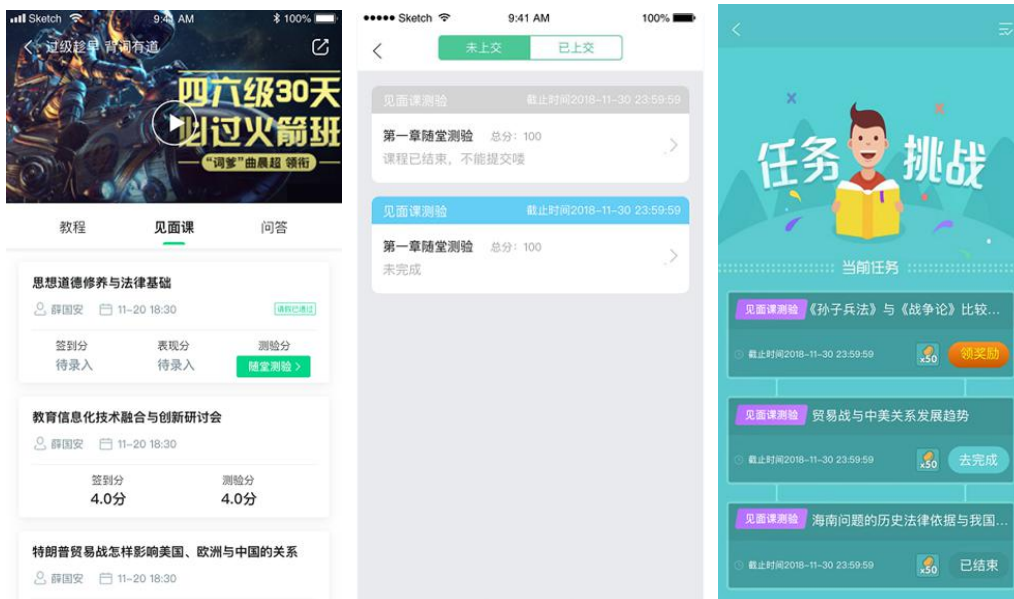 Sketch 9:41 AM 100%
过级趁早 背词有道
四六级30天
必过火箭班
“词爹”曲晨超 领衔
教程 见面课 问答
思想道德修养与法律基础
薛国安 11-20 18:30 请假已通过
签到分 表现分 测验分
待录入 待录入 随堂测验 >
教育信息化技术融合与创新研讨会
薛国安 11-20 18:30
签到分 测验分
4.0分 4.0分
特朗普贸易战怎样影响美国、欧洲与中国的关系
薛国安 11-20 18:30
Sketch 9:41 AM 100%
未上交 已上交
见面课测验 截止时间2018-11-30 23:59:59
第一章随堂测验 总分：100
课程已结束，不能提交喽
见面课测验 截止时间2018-11-30 23:59:59
第一章随堂测验 总分：100
未完成
任务挑战
当前任务
见面课测验 《孙子兵法》与《战争论》比较...
截止时间2018-11-30 23:59:59 x50 领奖励
见面课测验 贸易战与中美关系发展趋势
截止时间2018-11-30 23:59:59 x50 去完成
见面课测验 海南问题的历史法律依据与我国...
截止时间2018-11-30 23:59:59 x50 已结束